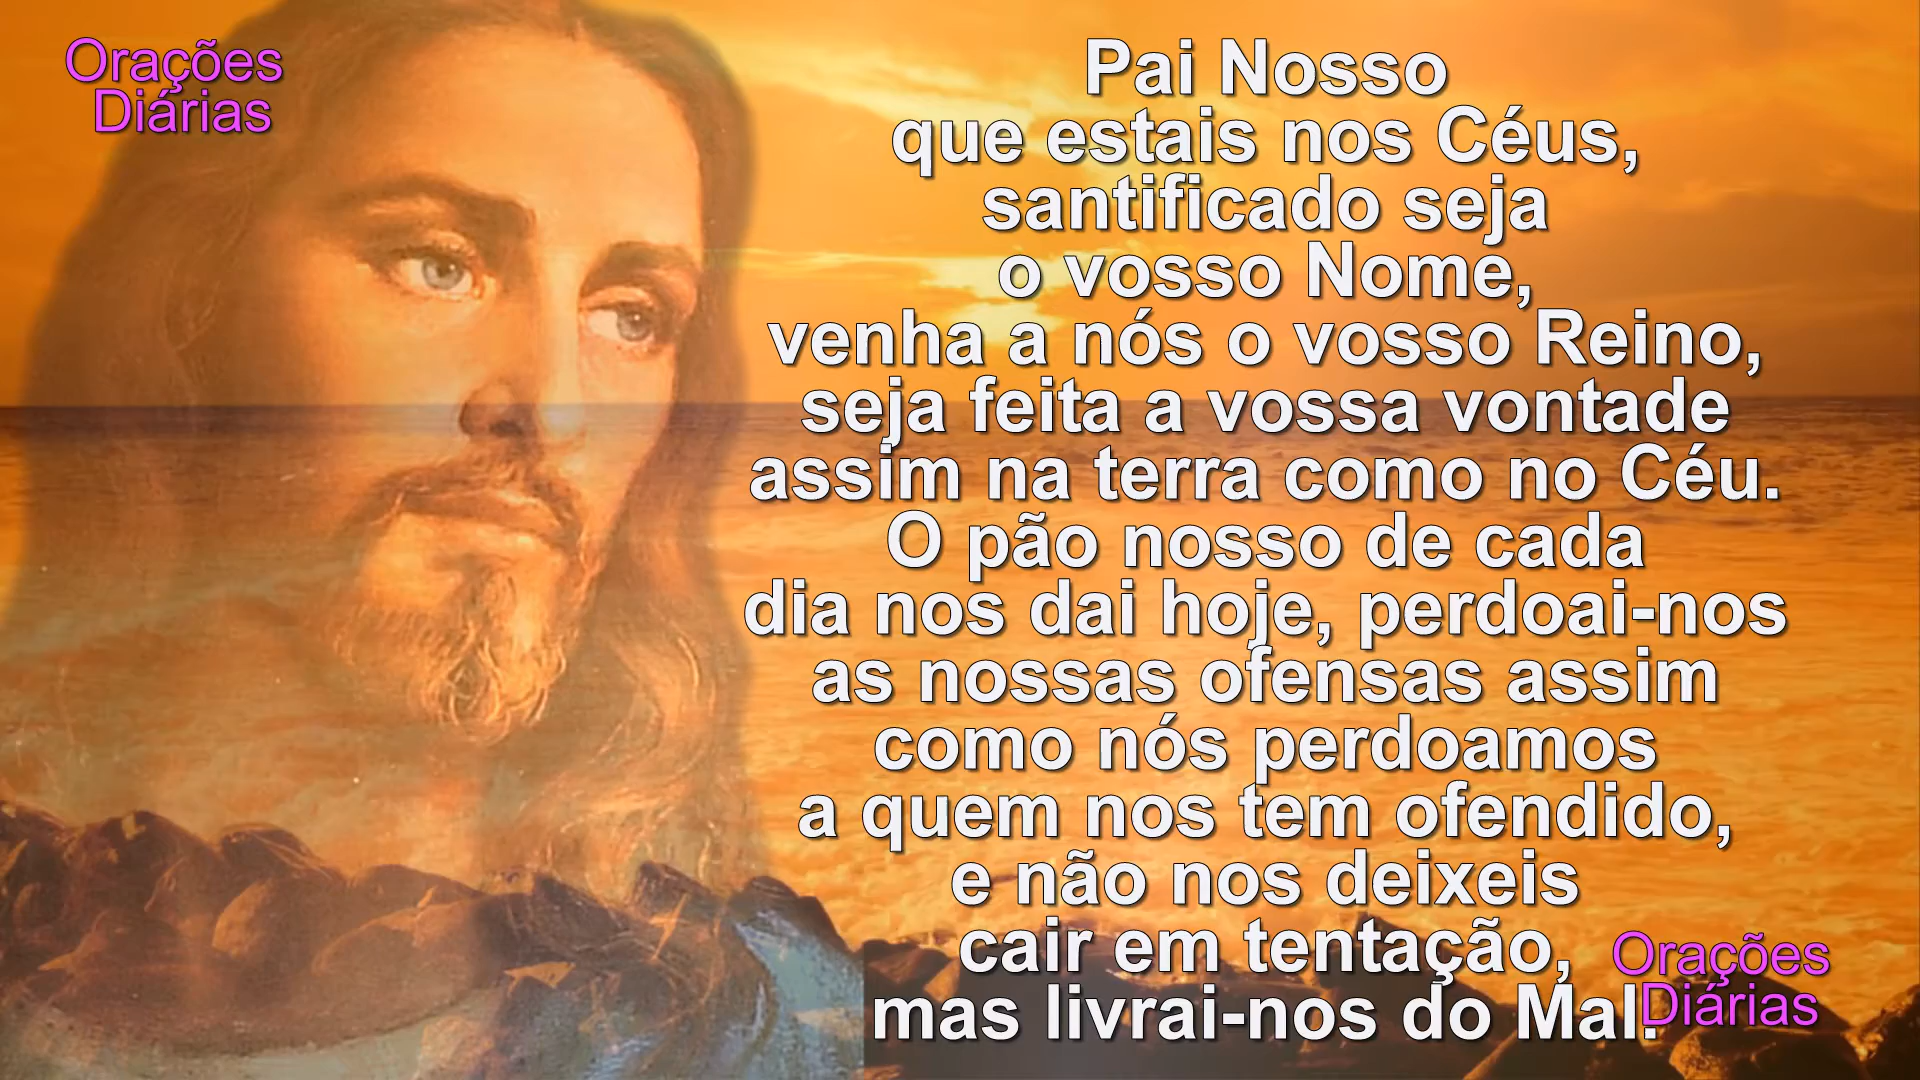 Orações
Diárias
Pai Nosso
que estais nos Céus,
santificado seja
o vosso Nome,
venha a nós o vosso Reino,
seja feita a vossa vontade
assim na terra como no Céu.
O pão nosso de cada
dia nos dai hoje, perdoai-nos
as nossas ofensas assim
como nós perdoamos
a quem nos tem ofendido,
e não nos deixeis
cair em tentação,
mas livrai-nos do Mal.
Orações
Diárias